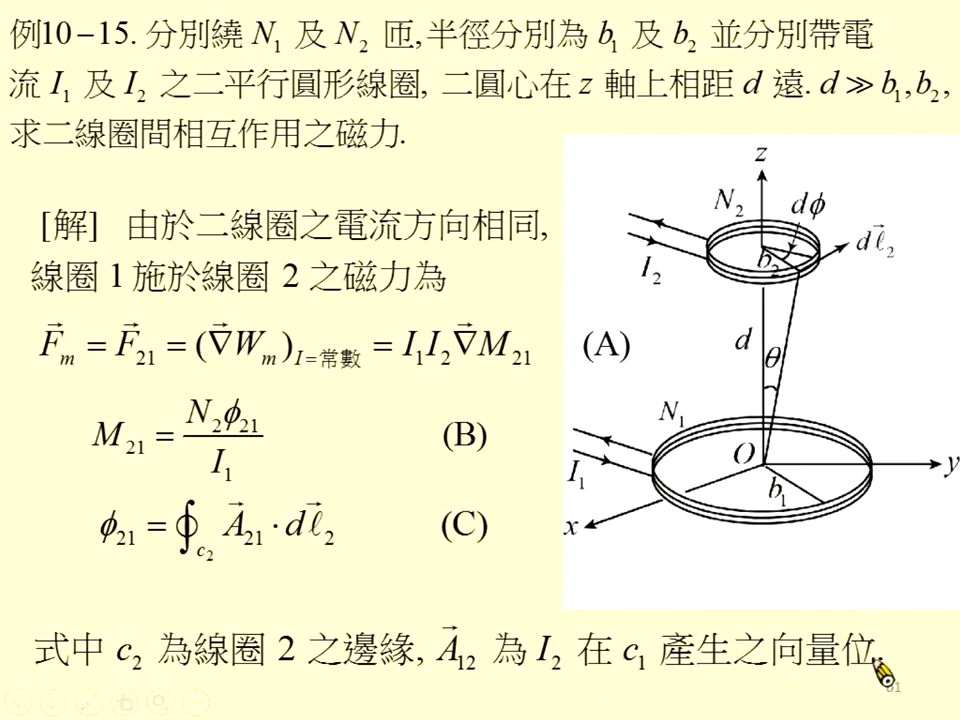 例10－15. 分別繞 N₁ 及 N₂ 匝, 半徑分別為 b₁ 及 b₂ 並分別帶電
流 I₁ 及 I₂ 之二平行圓形線圈, 二圓心在 z 軸上相距 d 遠. d ≫ b₁, b₂,
求二線圈間相互作用之磁力.
[解] 由於二線圈之電流方向相同,
線圈 1 施於線圈 2 之磁力為
F⃗ₘ = F⃗₂₁ = (∇⃗Wₘ)_{I=常數} = I₁I₂∇⃗M₂₁ (A)
M₂₁ = N₂ϕ₂₁ / I₁ (B)
ϕ₂₁ = ∮_{c₂} A⃗₂₁ · dℓ⃗₂ (C)
z
N₂
dϕ
dℓ⃗₂
b₂
I₂
d
θ
N₁
O
y
I₁
b₁
x
式中 c₂ 為線圈 2 之邊緣, A⃗₁₂ 為 I₂ 在 c₁ 產生之向量位.